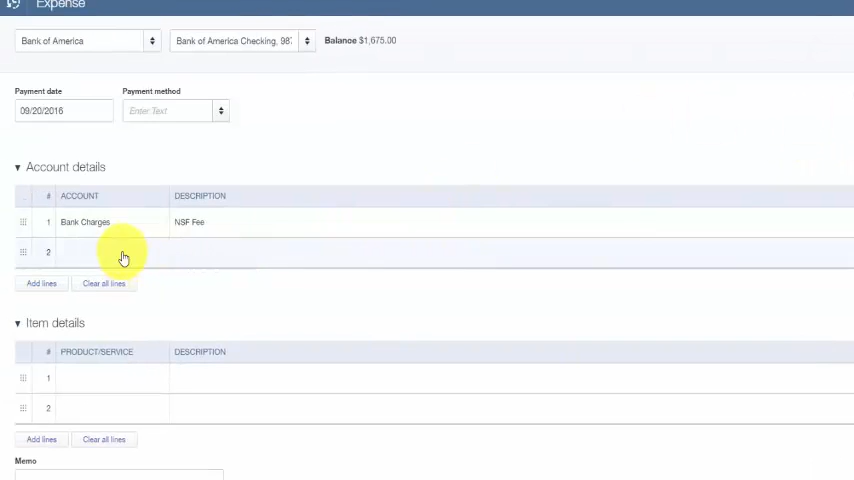 Expense
Bank of America
Bank of America Checking, 987
Balance $1,675.00
Payment date
Payment method
09/20/2016
Enter Text
Account details
# ACCOUNT DESCRIPTION
1 Bank Charges NSF Fee
2
Add lines
Clear all lines
Item details
# PRODUCT/SERVICE DESCRIPTION
1
2
Add lines
Clear all lines
Memo